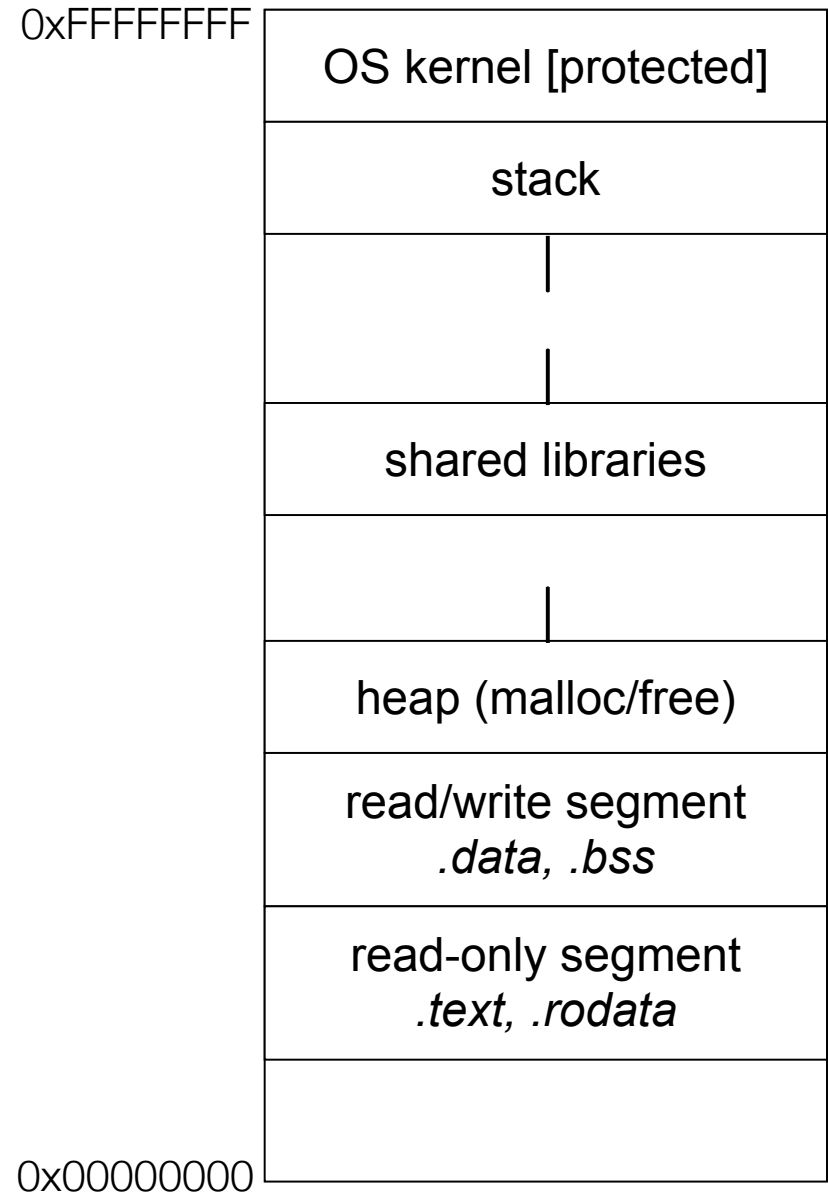 0xFFFFFFFF
OS kernel [protected]
stack
shared libraries
heap (malloc/free)
read/write segment
.data, .bss
read-only segment
.text, .rodata
0x00000000